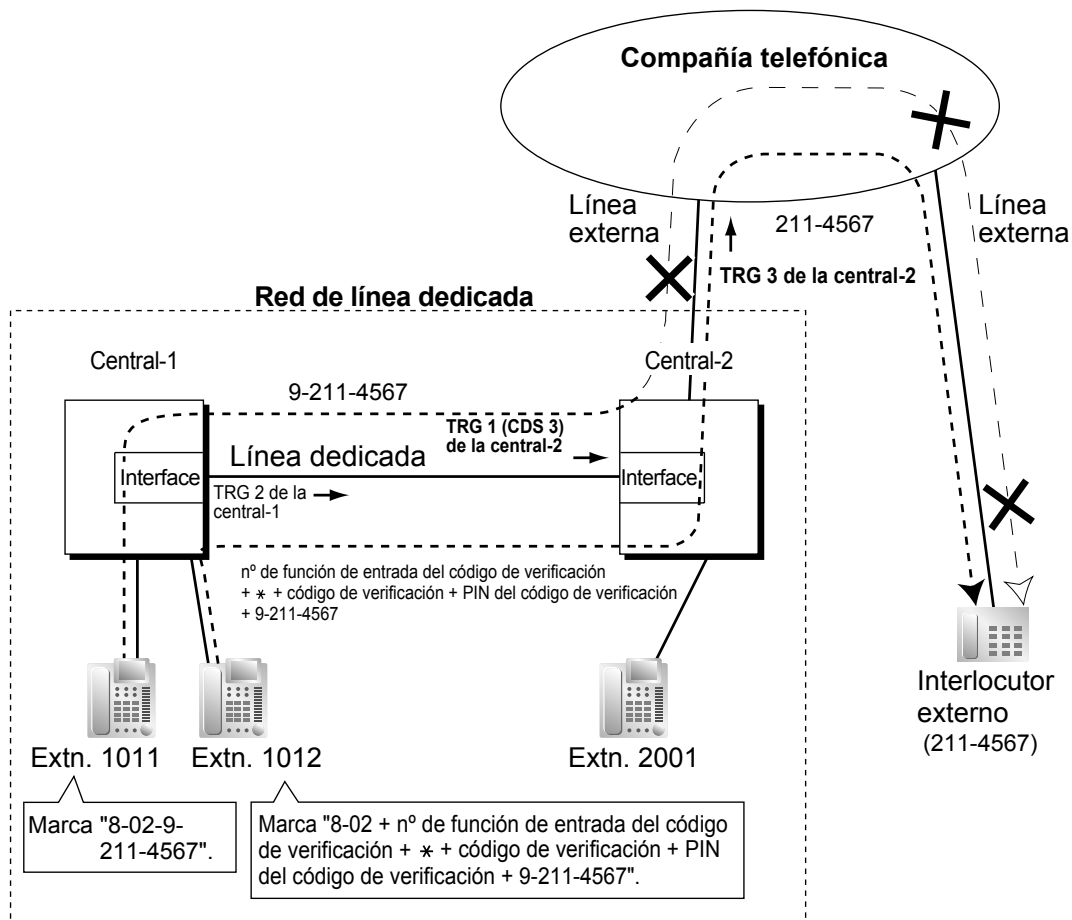 Compañía telefónica
Línea
externa
211-4567
Línea
externa
TRG 3 de la central-2
Red de línea dedicada
Central-1
Central-2
9-211-4567
TRG 1 (CDS 3)
de la central-2
Línea dedicada
Interface
Interface
TRG 2 de la
central-1
nº de función de entrada del código de verificación
+ * + código de verificación + PIN del código de verificación
+ 9-211-4567
Extn. 1011
Extn. 1012
Extn. 2001
Interlocutor
externo
(211-4567)
Marca "8-02-9-
211-4567".
Marca "8-02 + nº de función de entrada del código
de verificación + * + código de verificación + PIN
del código de verificación + 9-211-4567".